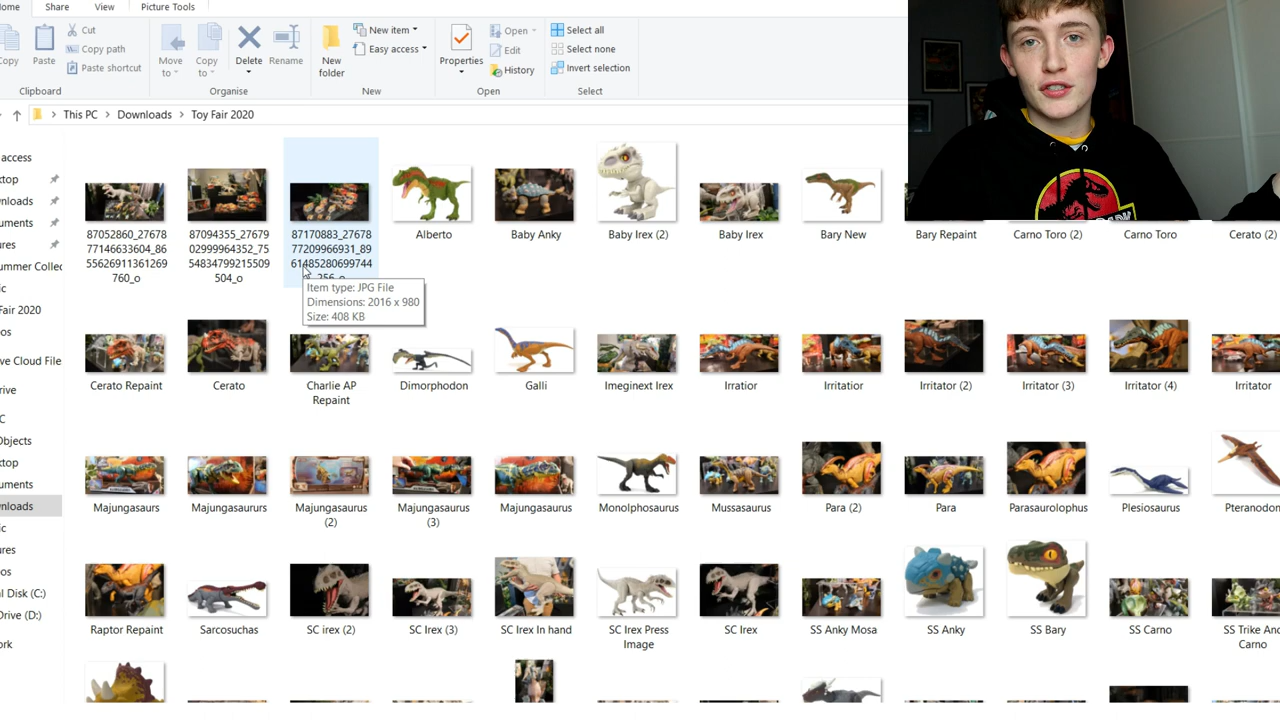 Home Share View Picture Tools
Copy Paste Cut Copy path Paste shortcut
Clipboard
Move to Copy to Delete Rename
Organise
New folder New item Easy access
New
Properties Open Edit History
Open
Select all
Select none
Invert selection
Select
This PC Downloads Toy Fair 2020
access
ktop
nloads
uments
ures
ummer Collec
ic
Fair 2020
os
ve Cloud File
rive
C
Objects
ktop
uments
nloads
ic
ures
os
l Disk (C:)
Drive (D:)
ork
87052860_27678
77146633604_86
55626911361269
760_o
87094355_27679
02999964352_75
54834799215509
504_o
87170883_27678
77209966931_89
61485280699744
256_o
Alberto
Baby Anky
Baby Irex (2)
Baby Irex
Bary New
Bary Repaint
Carno Toro (2)
Carno Toro
Cerato (2)
Item type: JPG File
Dimensions: 2016 x 980
Size: 408 KB
Cerato Repaint
Cerato
Charlie AP
Repaint
Dimorphodon
Galli
Imeginext Irex
Irratior
Irritatior
Irritator (2)
Irritator (3)
Irritator (4)
Irritator
Majungasaurs
Majungasaururs
Majungasaurus
(2)
Majungasaurus
(3)
Majungasaurus
Monolphosaurus
Mussasaurus
Para (2)
Para
Parasaurolophus
Plesiosaurus
Pteranodon
Raptor Repaint
Sarcosuchas
SC irex (2)
SC Irex (3)
SC Irex In hand
SC Irex Press
Image
SC Irex
SS Anky Mosa
SS Anky
SS Bary
SS Carno
SS Trike And
Carno